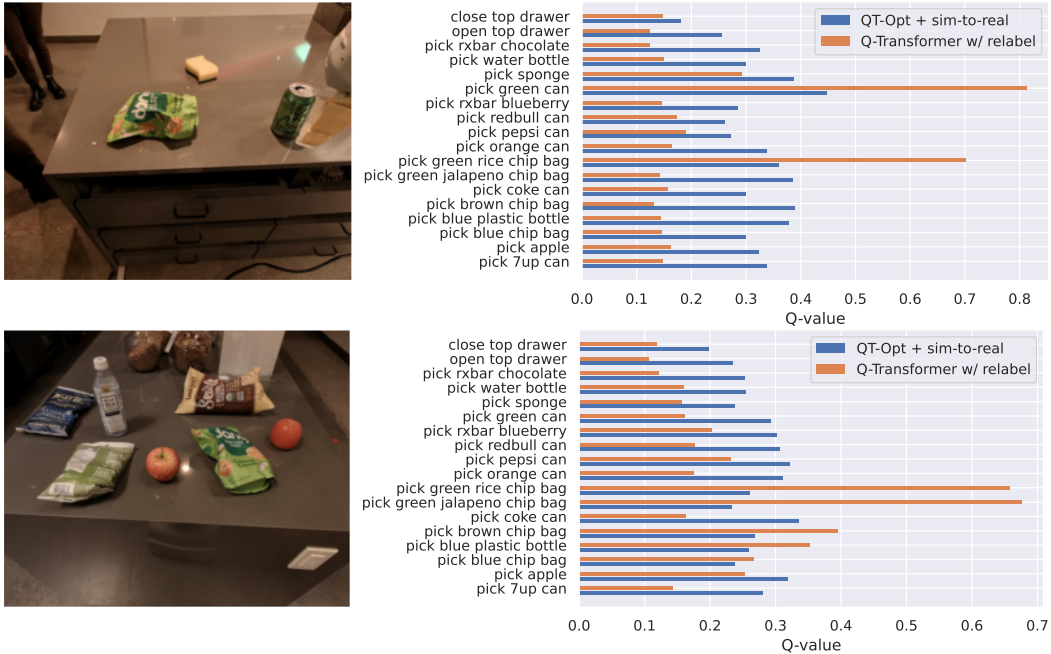 close top drawer
open top drawer
pick rxbar chocolate
pick water bottle
pick sponge
pick green can
pick rxbar blueberry
pick redbull can
pick pepsi can
pick orange can
pick green rice chip bag
pick green jalapeno chip bag
pick coke can
pick brown chip bag
pick blue plastic bottle
pick blue chip bag
pick apple
pick 7up can
QT-Opt + sim-to-real
Q-Transformer w/ relabel
0.0 0.1 0.2 0.3 0.4 0.5 0.6 0.7 0.8
Q-value
close top drawer
open top drawer
pick rxbar chocolate
pick water bottle
pick sponge
pick green can
pick rxbar blueberry
pick redbull can
pick pepsi can
pick orange can
pick green rice chip bag
pick green jalapeno chip bag
pick coke can
pick brown chip bag
pick blue plastic bottle
pick blue chip bag
pick apple
pick 7up can
QT-Opt + sim-to-real
Q-Transformer w/ relabel
0.0 0.1 0.2 0.3 0.4 0.5 0.6 0.7
Q-value